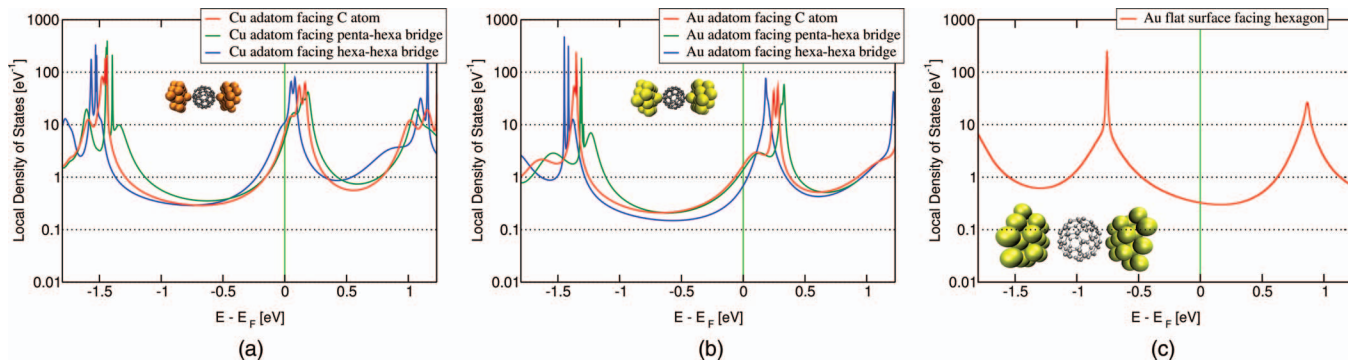 1000
100
10
1
0.1
0.01
Local Density of States [eV⁻¹]
Cu adatom facing C atom
Cu adatom facing penta-hexa bridge
Cu adatom facing hexa-hexa bridge
-1.5 -1 -0.5 0 0.5 1
E - E_F [eV]
(a)
1000
100
10
1
0.1
0.01
Local Density of States [eV⁻¹]
Au adatom facing C atom
Au adatom facing penta-hexa bridge
Au adatom facing hexa-hexa bridge
-1.5 -1 -0.5 0 0.5 1
E - E_F [eV]
(b)
1000
100
10
1
0.1
0.01
Local Density of States [eV⁻¹]
Au flat surface facing hexagon
-1.5 -1 -0.5 0 0.5 1
E - E_F [eV]
(c)